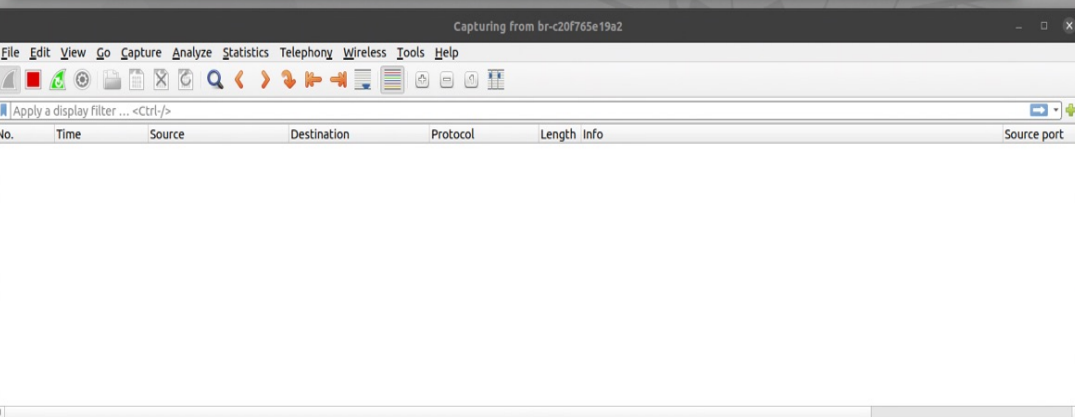 Capturing from br-c20f765e19a2
File Edit View Go Capture Analyze Statistics Telephony Wireless Tools Help
Apply a display filter ... <Ctrl-/>
No. Time Source Destination Protocol Length Info Source port